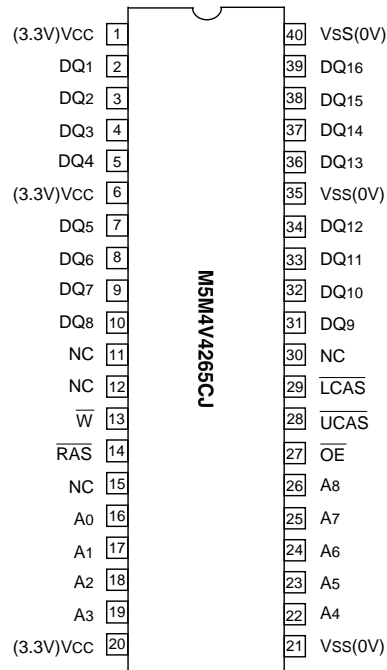 (3.3V)VCC 1 40 VSS(0V)
DQ1 2 39 DQ16
DQ2 3 38 DQ15
DQ3 4 37 DQ14
DQ4 5 36 DQ13
(3.3V)VCC 6 35 VSS(0V)
DQ5 7 34 DQ12
DQ6 8 33 DQ11
DQ7 9 32 DQ10
DQ8 10 31 DQ9
NC 11 30 NC
NC 12 29 L̅C̅A̅S̅
W̅ 13 28 U̅C̅A̅S̅
R̅A̅S̅ 14 27 O̅E̅
NC 15 26 A8
A0 16 25 A7
A1 17 24 A6
A2 18 23 A5
A3 19 22 A4
(3.3V)VCC 20 21 VSS(0V)
M5M4V4265CJ